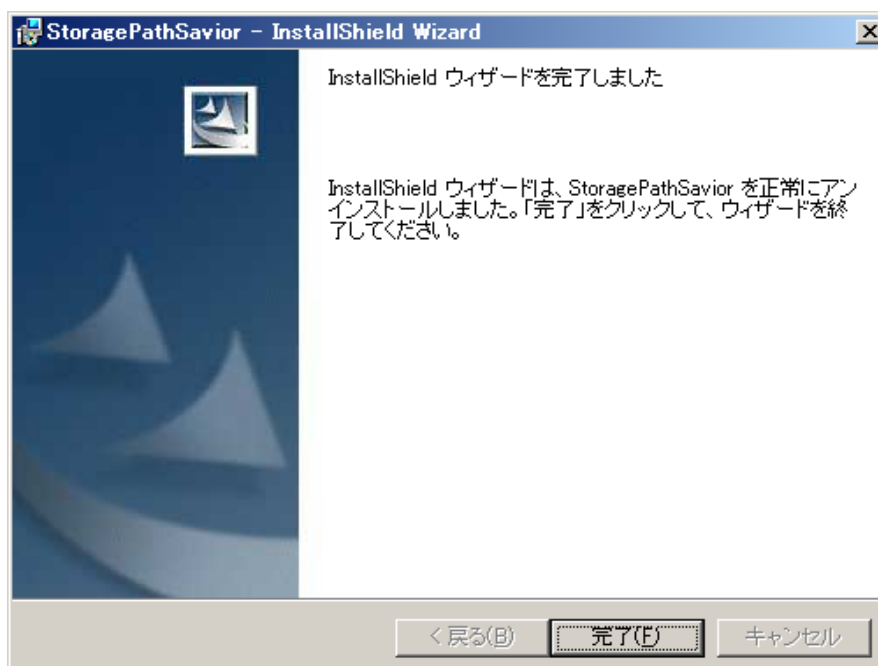 StoragePathSavior - InstallShield Wizard
InstallShield ウィザードを完了しました
InstallShield ウィザードは、StoragePathSavior を正常にアン
インストールしました。「完了」をクリックして、ウィザードを終
了してください。
< 戻る(B)
完了(F)
キャンセル